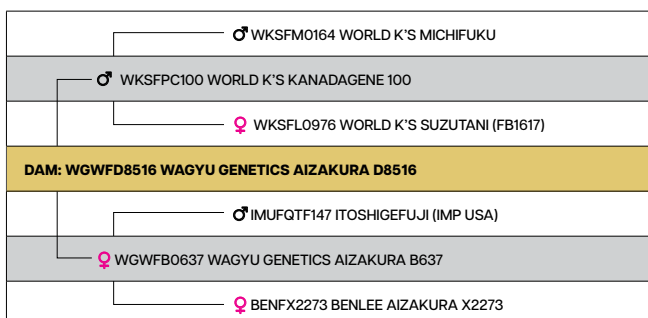 WKSFM0164 WORLD K'S MICHIFUKU
WKSFPC100 WORLD K'S KANADAGENE 100
WKSFL0976 WORLD K'S SUZUTANI (FB1617)
DAM: WGWFD8516 WAGYU GENETICS AIZAKURA D8516
IMUFQTF147 ITOSHIGEFUJI (IMP USA)
WGWFB0637 WAGYU GENETICS AIZAKURA B637
BENFX2273 BENLEE AIZAKURA X2273